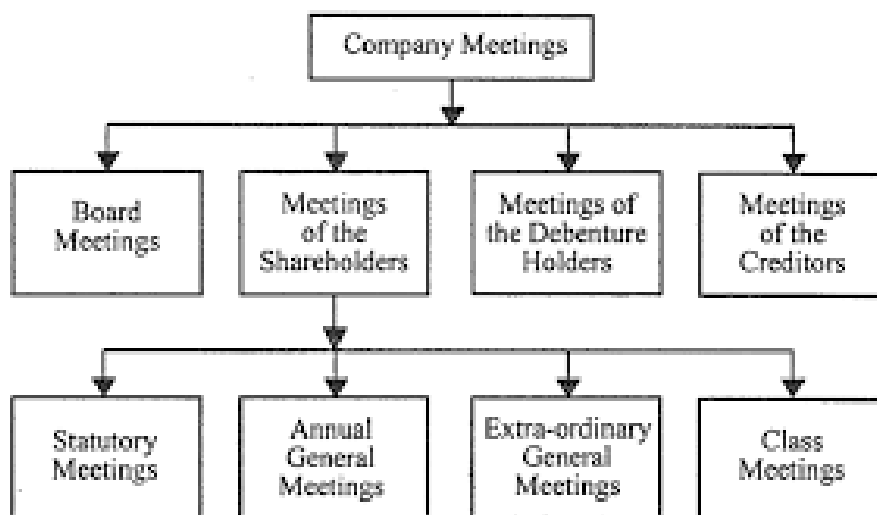 Company Meetings
Board
Meetings
Meetings
of the
Shareholders
Meetings of
the Debenture
Holders
Meetings
of the
Creditors
Statutory
Meetings
Annual
General
Meetings
Extra-ordinary
General
Meetings
Class
Meetings